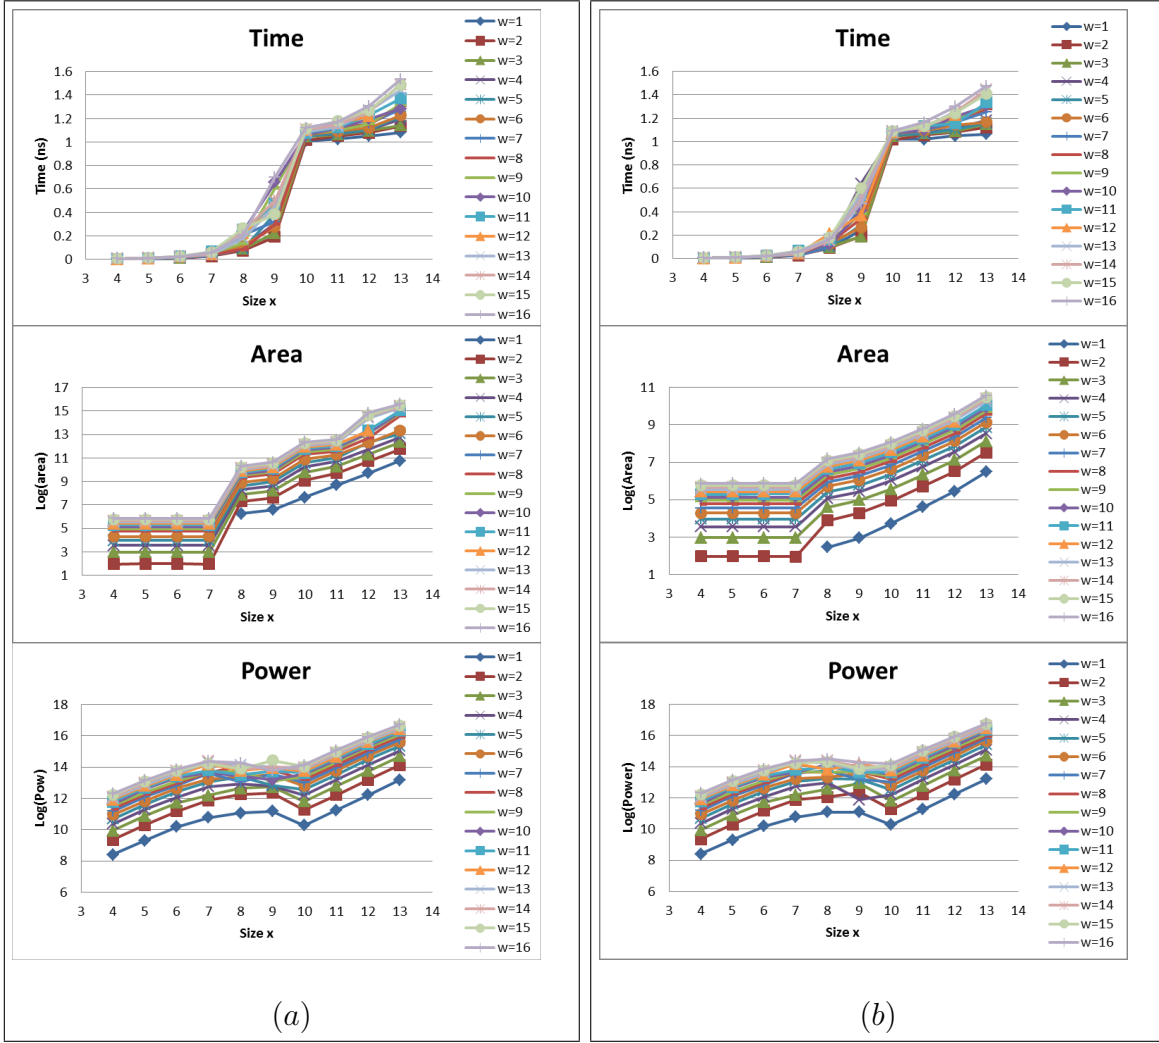 Time
Time (ns)
1.6
1.4
1.2
1
0.8
0.6
0.4
0.2
0
3 4 5 6 7 8 9 10 11 12 13 14
Size x
w=1
w=2
w=3
w=4
w=5
w=6
w=7
w=8
w=9
w=10
w=11
w=12
w=13
w=14
w=15
w=16
Area
Log(area)
17
15
13
11
9
7
5
3
1
3 4 5 6 7 8 9 10 11 12 13 14
Size x
w=1
w=2
w=3
w=4
w=5
w=6
w=7
w=8
w=9
w=10
w=11
w=12
w=13
w=14
w=15
w=16
Power
Log(Pow)
18
16
14
12
10
8
6
3 4 5 6 7 8 9 10 11 12 13 14
Size x
w=1
w=2
w=3
w=4
w=5
w=6
w=7
w=8
w=9
w=10
w=11
w=12
w=13
w=14
w=15
w=16
(a)
Time
Time (ns)
1.6
1.4
1.2
1
0.8
0.6
0.4
0.2
0
3 4 5 6 7 8 9 10 11 12 13 14
Size x
w=1
w=2
w=3
w=4
w=5
w=6
w=7
w=8
w=9
w=10
w=11
w=12
w=13
w=14
w=15
w=16
Area
Log(Area)
11
9
7
5
3
1
3 4 5 6 7 8 9 10 11 12 13 14
Size x
w=1
w=2
w=3
w=4
w=5
w=6
w=7
w=8
w=9
w=10
w=11
w=12
w=13
w=14
w=15
w=16
Power
Log(Power)
18
16
14
12
10
8
6
3 4 5 6 7 8 9 10 11 12 13 14
Size x
w=1
w=2
w=3
w=4
w=5
w=6
w=7
w=8
w=9
w=10
w=11
w=12
w=13
w=14
w=15
w=16
(b)